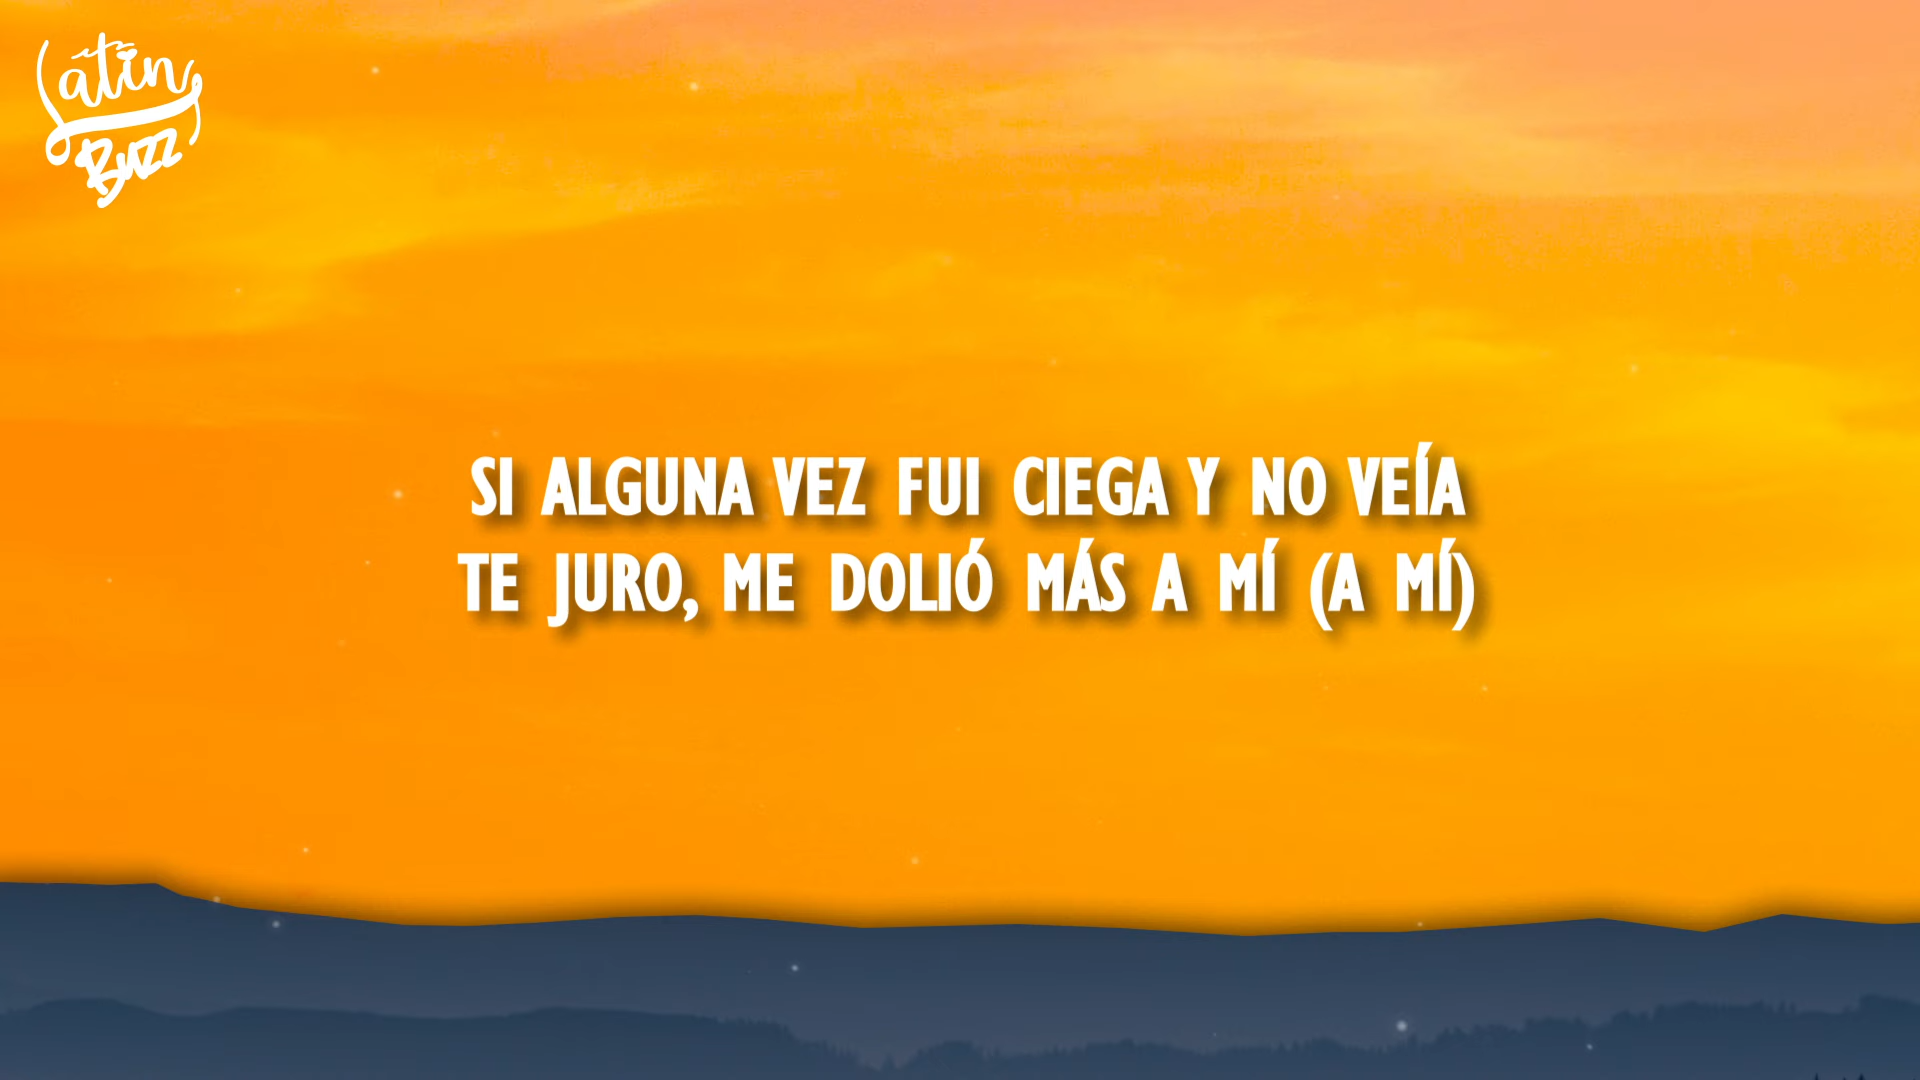 Latin
Buzz
SI ALGUNA VEZ FUI CIEGA Y NO VEÍA
TE JURO, ME DOLIÓ MÁS A MÍ (A MÍ)